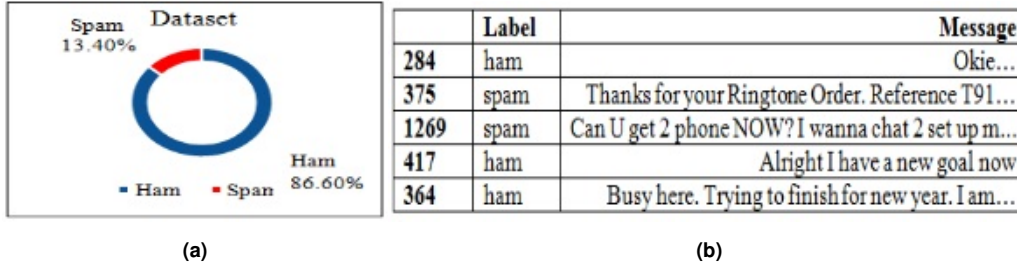 Dataset
Spam
13.40%
Ham
86.60%
Ham Span
(a)
Label Message
284 ham Okie...
375 spam Thanks for your Ringtone Order. Reference T91...
1269 spam Can U get 2 phone NOW? I wanna chat 2 set up m...
417 ham Alright I have a new goal now
364 ham Busy here. Trying to finish for new year. I am...
(b)